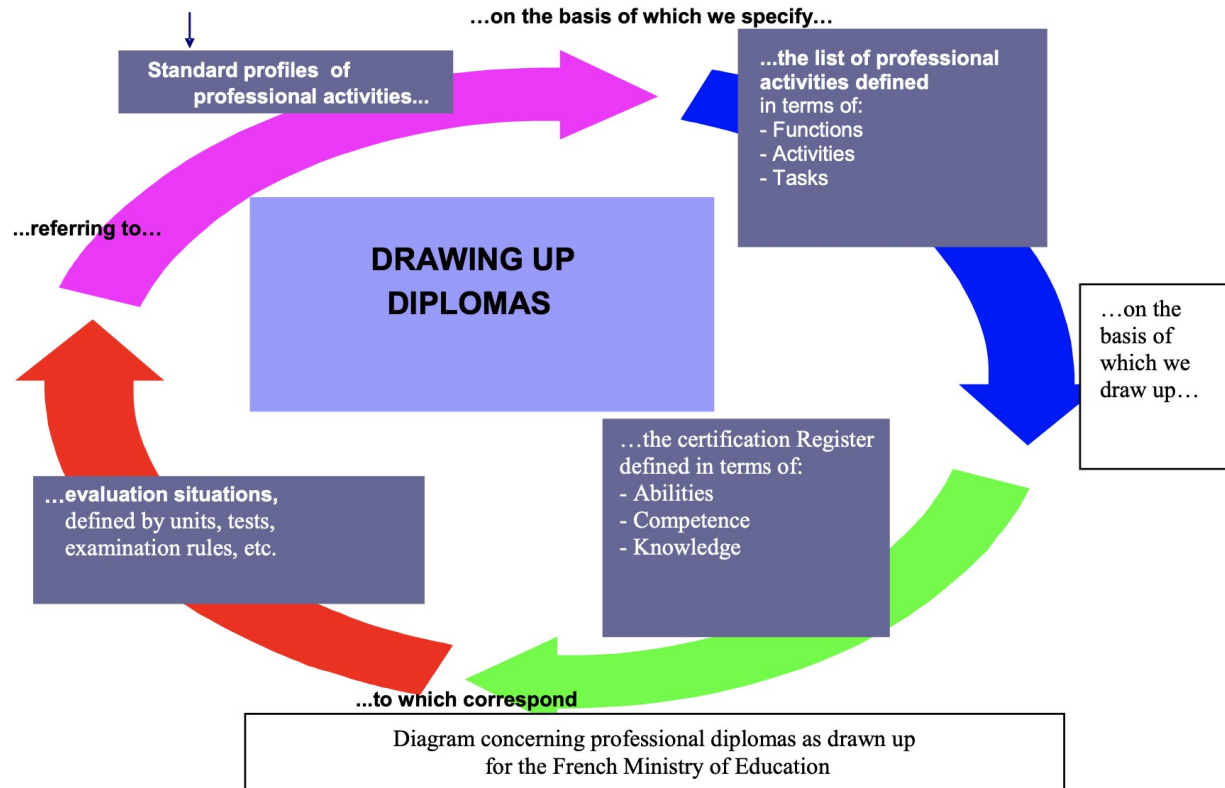 …on the basis of which we specify…
Standard profiles of
professional activities...
...the list of professional
activities defined
in terms of:
- Functions
- Activities
- Tasks
...referring to…
DRAWING UP
DIPLOMAS
…on the
basis of
which we
draw up…
…the certification Register
defined in terms of:
- Abilities
- Competence
- Knowledge
…evaluation situations,
defined by units, tests,
examination rules, etc.
...to which correspond
Diagram concerning professional diplomas as drawn up
for the French Ministry of Education